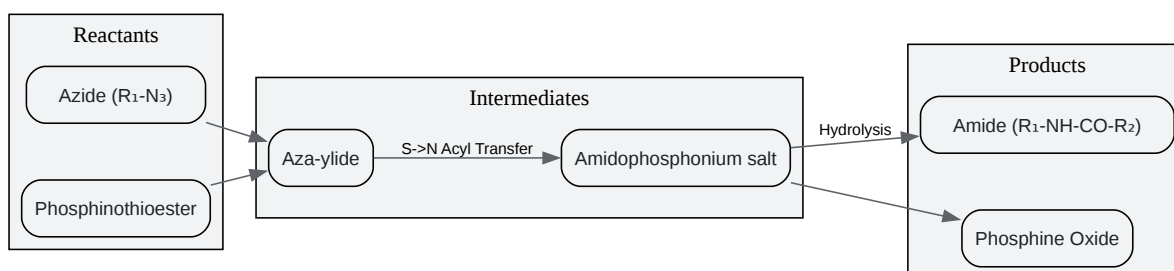 Reactants
Azide (R₁-N₃)
Phosphinothioester
Intermediates
Aza-ylide
S->N Acyl Transfer
Amidophosphonium salt
Hydrolysis
Products
Amide (R₁-NH-CO-R₂)
Phosphine Oxide